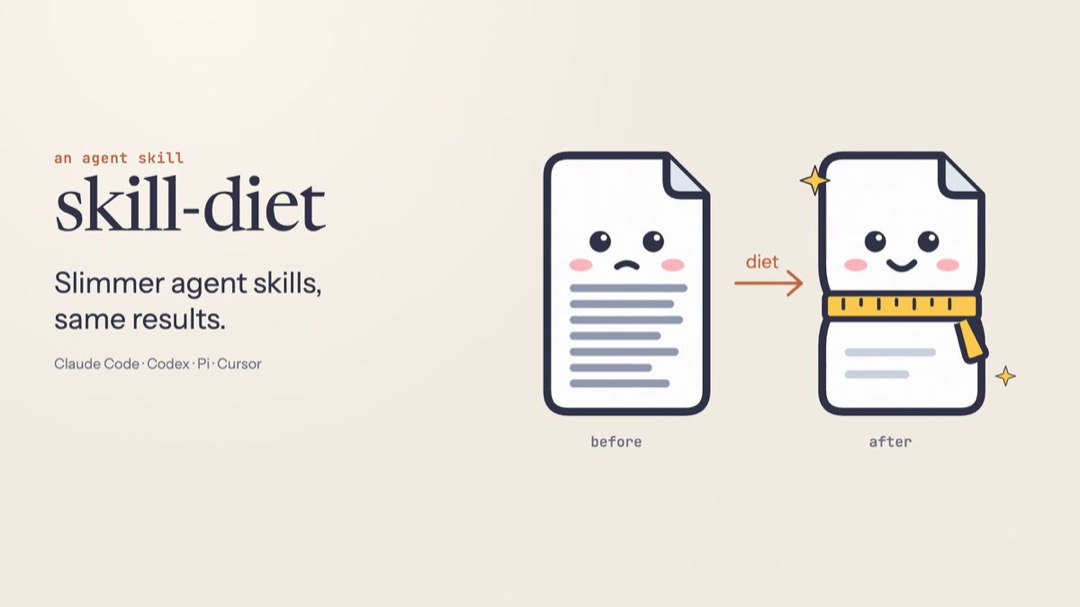 an agent skill
skill-diet
Slimmer agent skills,
same results.
Claude Code · Codex · Pi · Cursor
diet
before
after